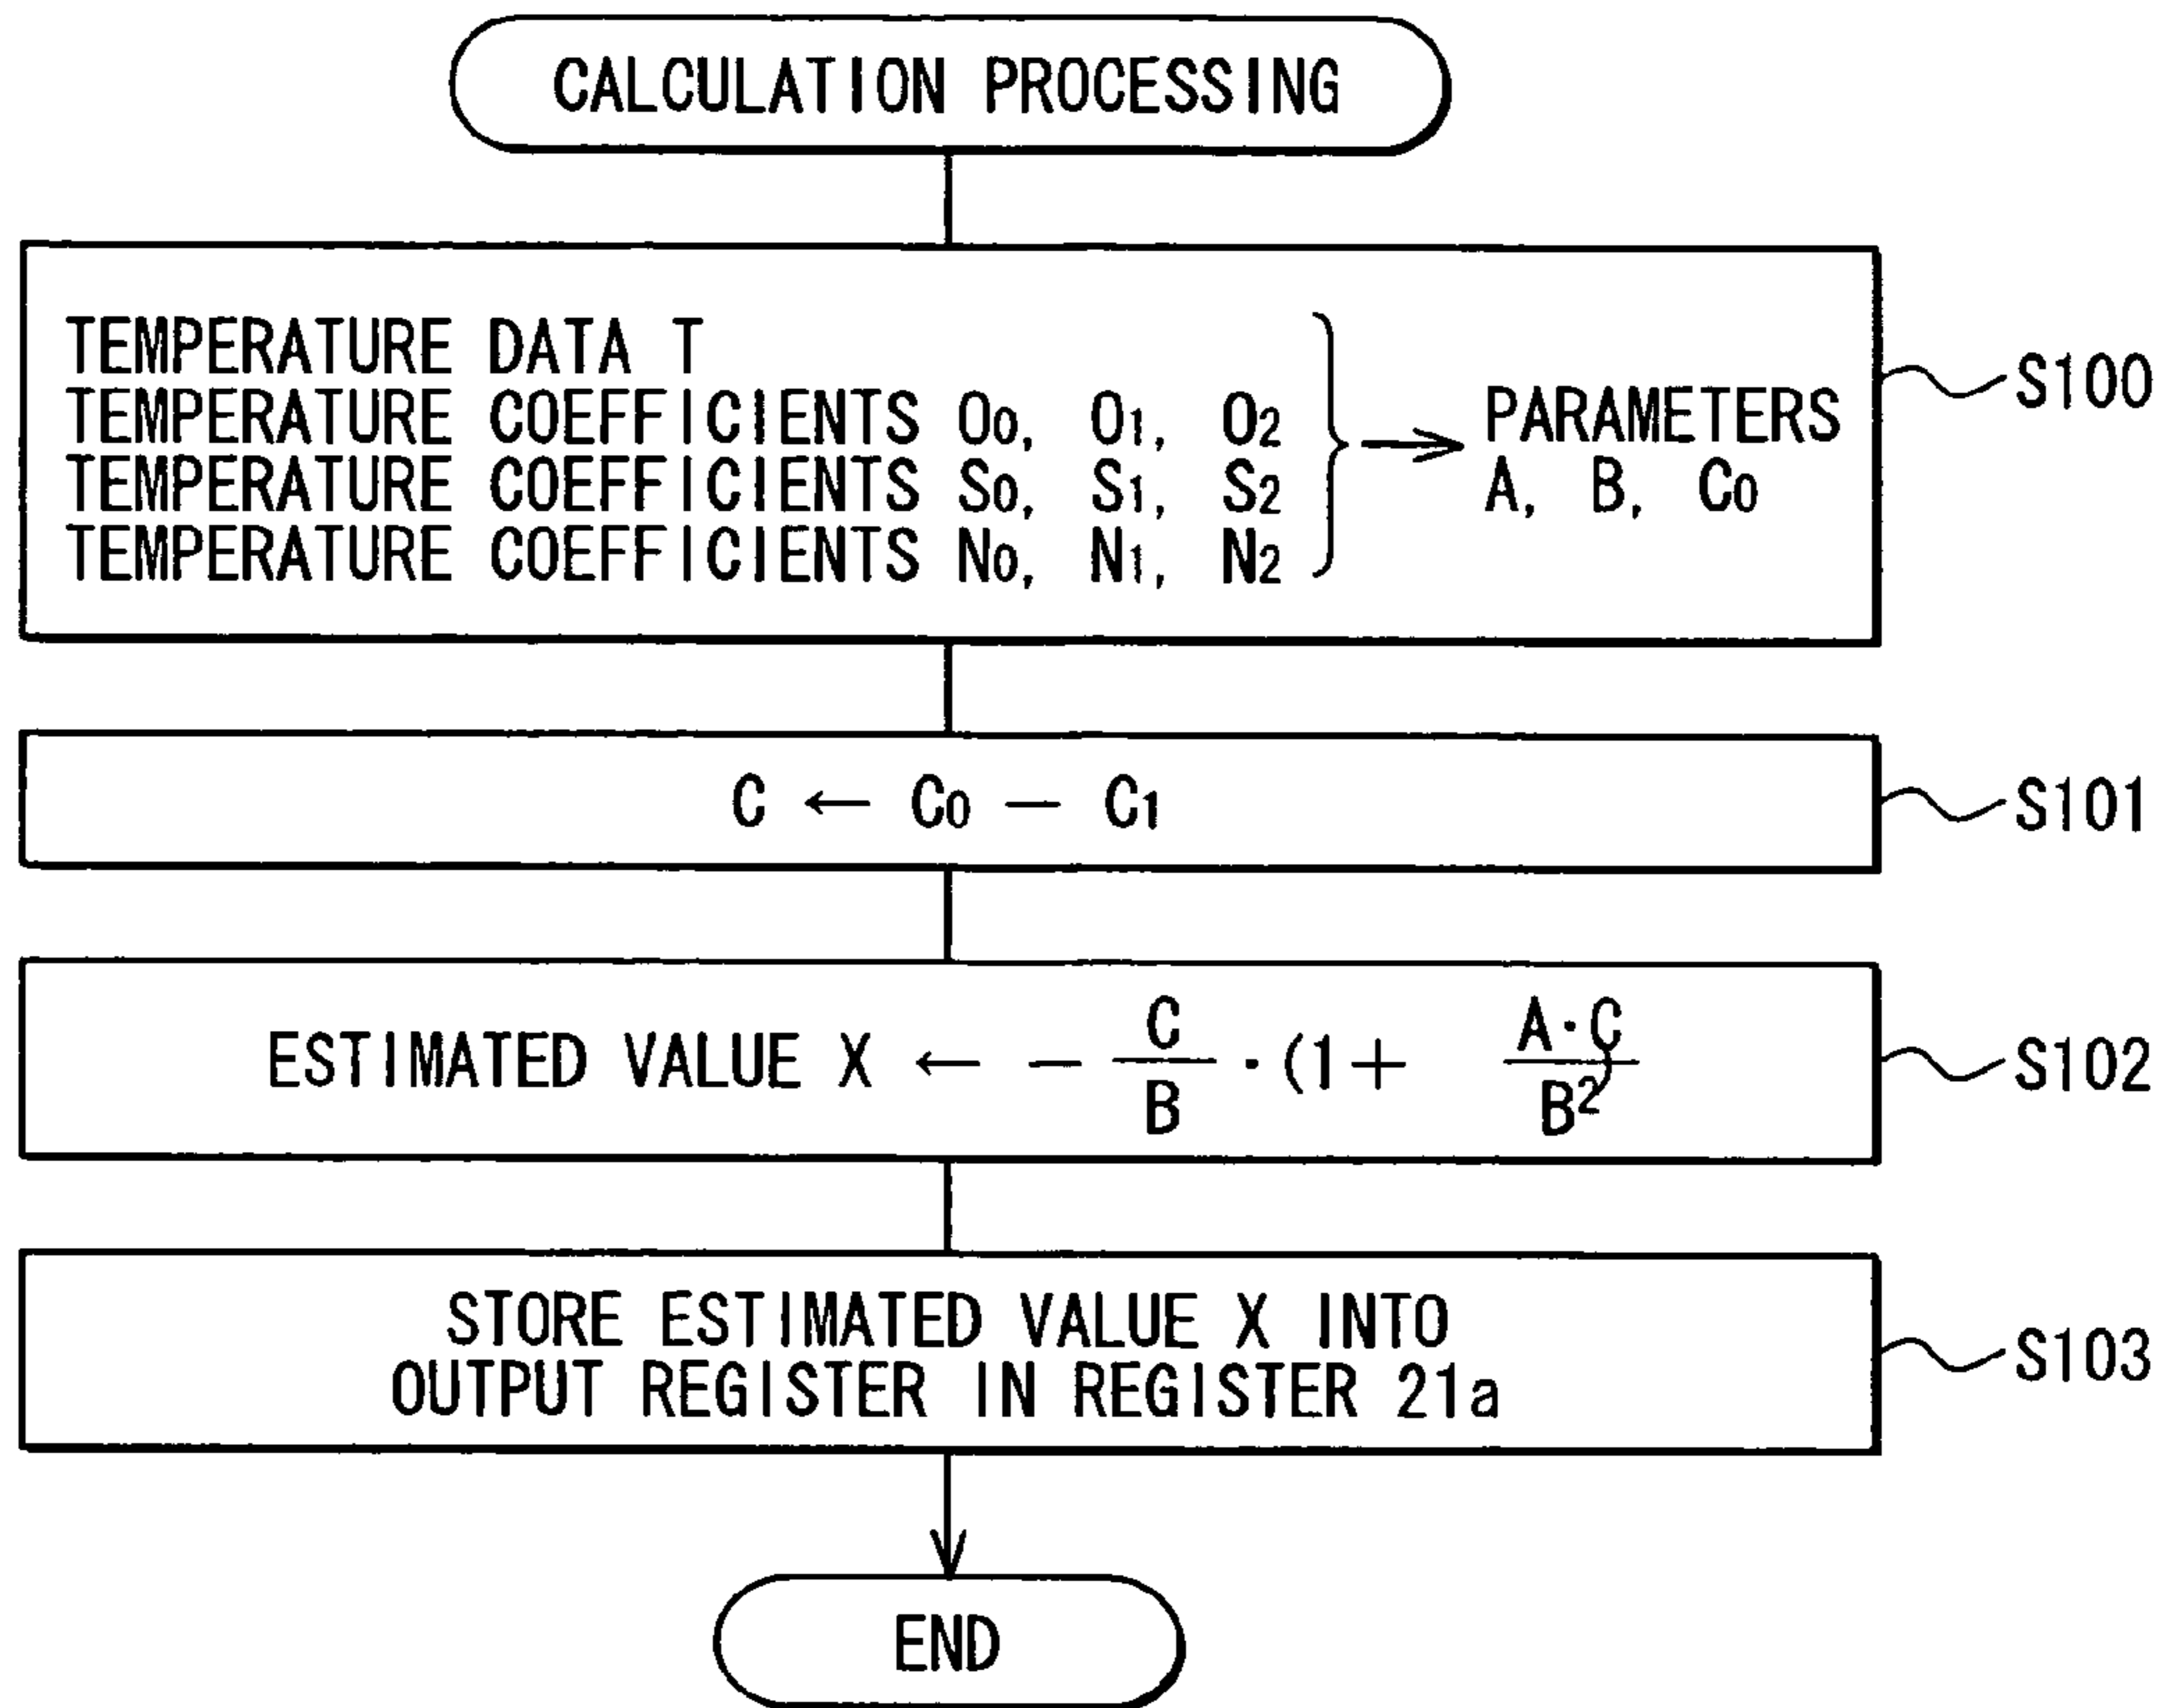 CALCULATION PROCESSING
TEMPERATURE DATA T
TEMPERATURE COEFFICIENTS O₀, O₁, O₂
TEMPERATURE COEFFICIENTS S₀, S₁, S₂
TEMPERATURE COEFFICIENTS N₀, N₁, N₂
→ PARAMETERS
A, B, C₀
S100
C ← C₀ − C₁
S101
ESTIMATED VALUE X ← − C/B · (1 + A·C/B²)
S102
STORE ESTIMATED VALUE X INTO
OUTPUT REGISTER IN REGISTER 21a
S103
END